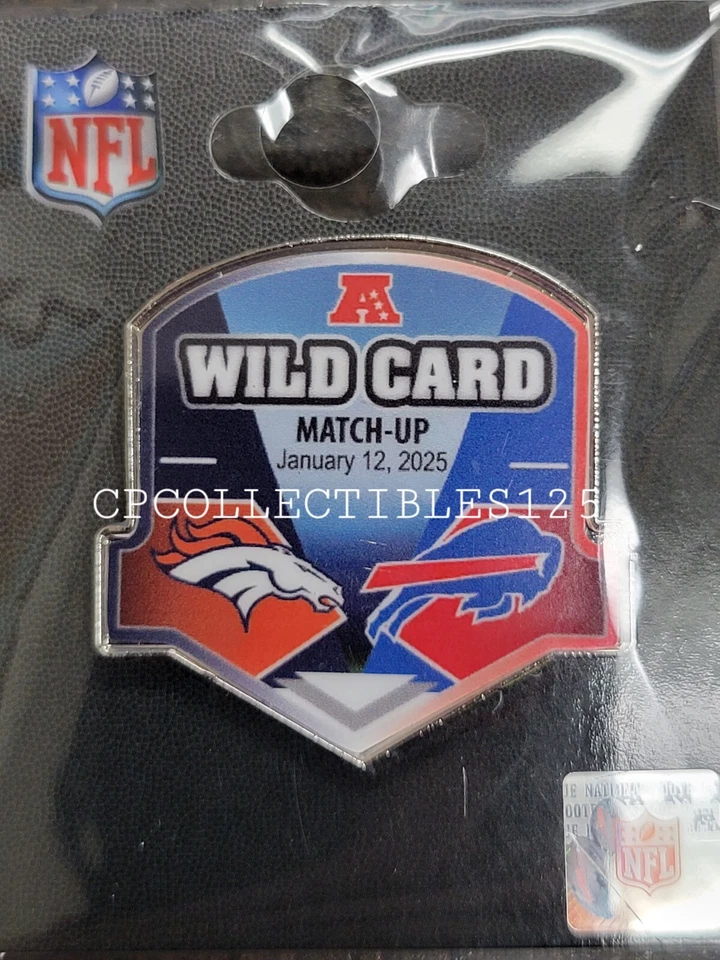 NFL
A
WILD CARD
MATCH-UP
January 12, 2025
CPCOLLECTIBLES125
NFL